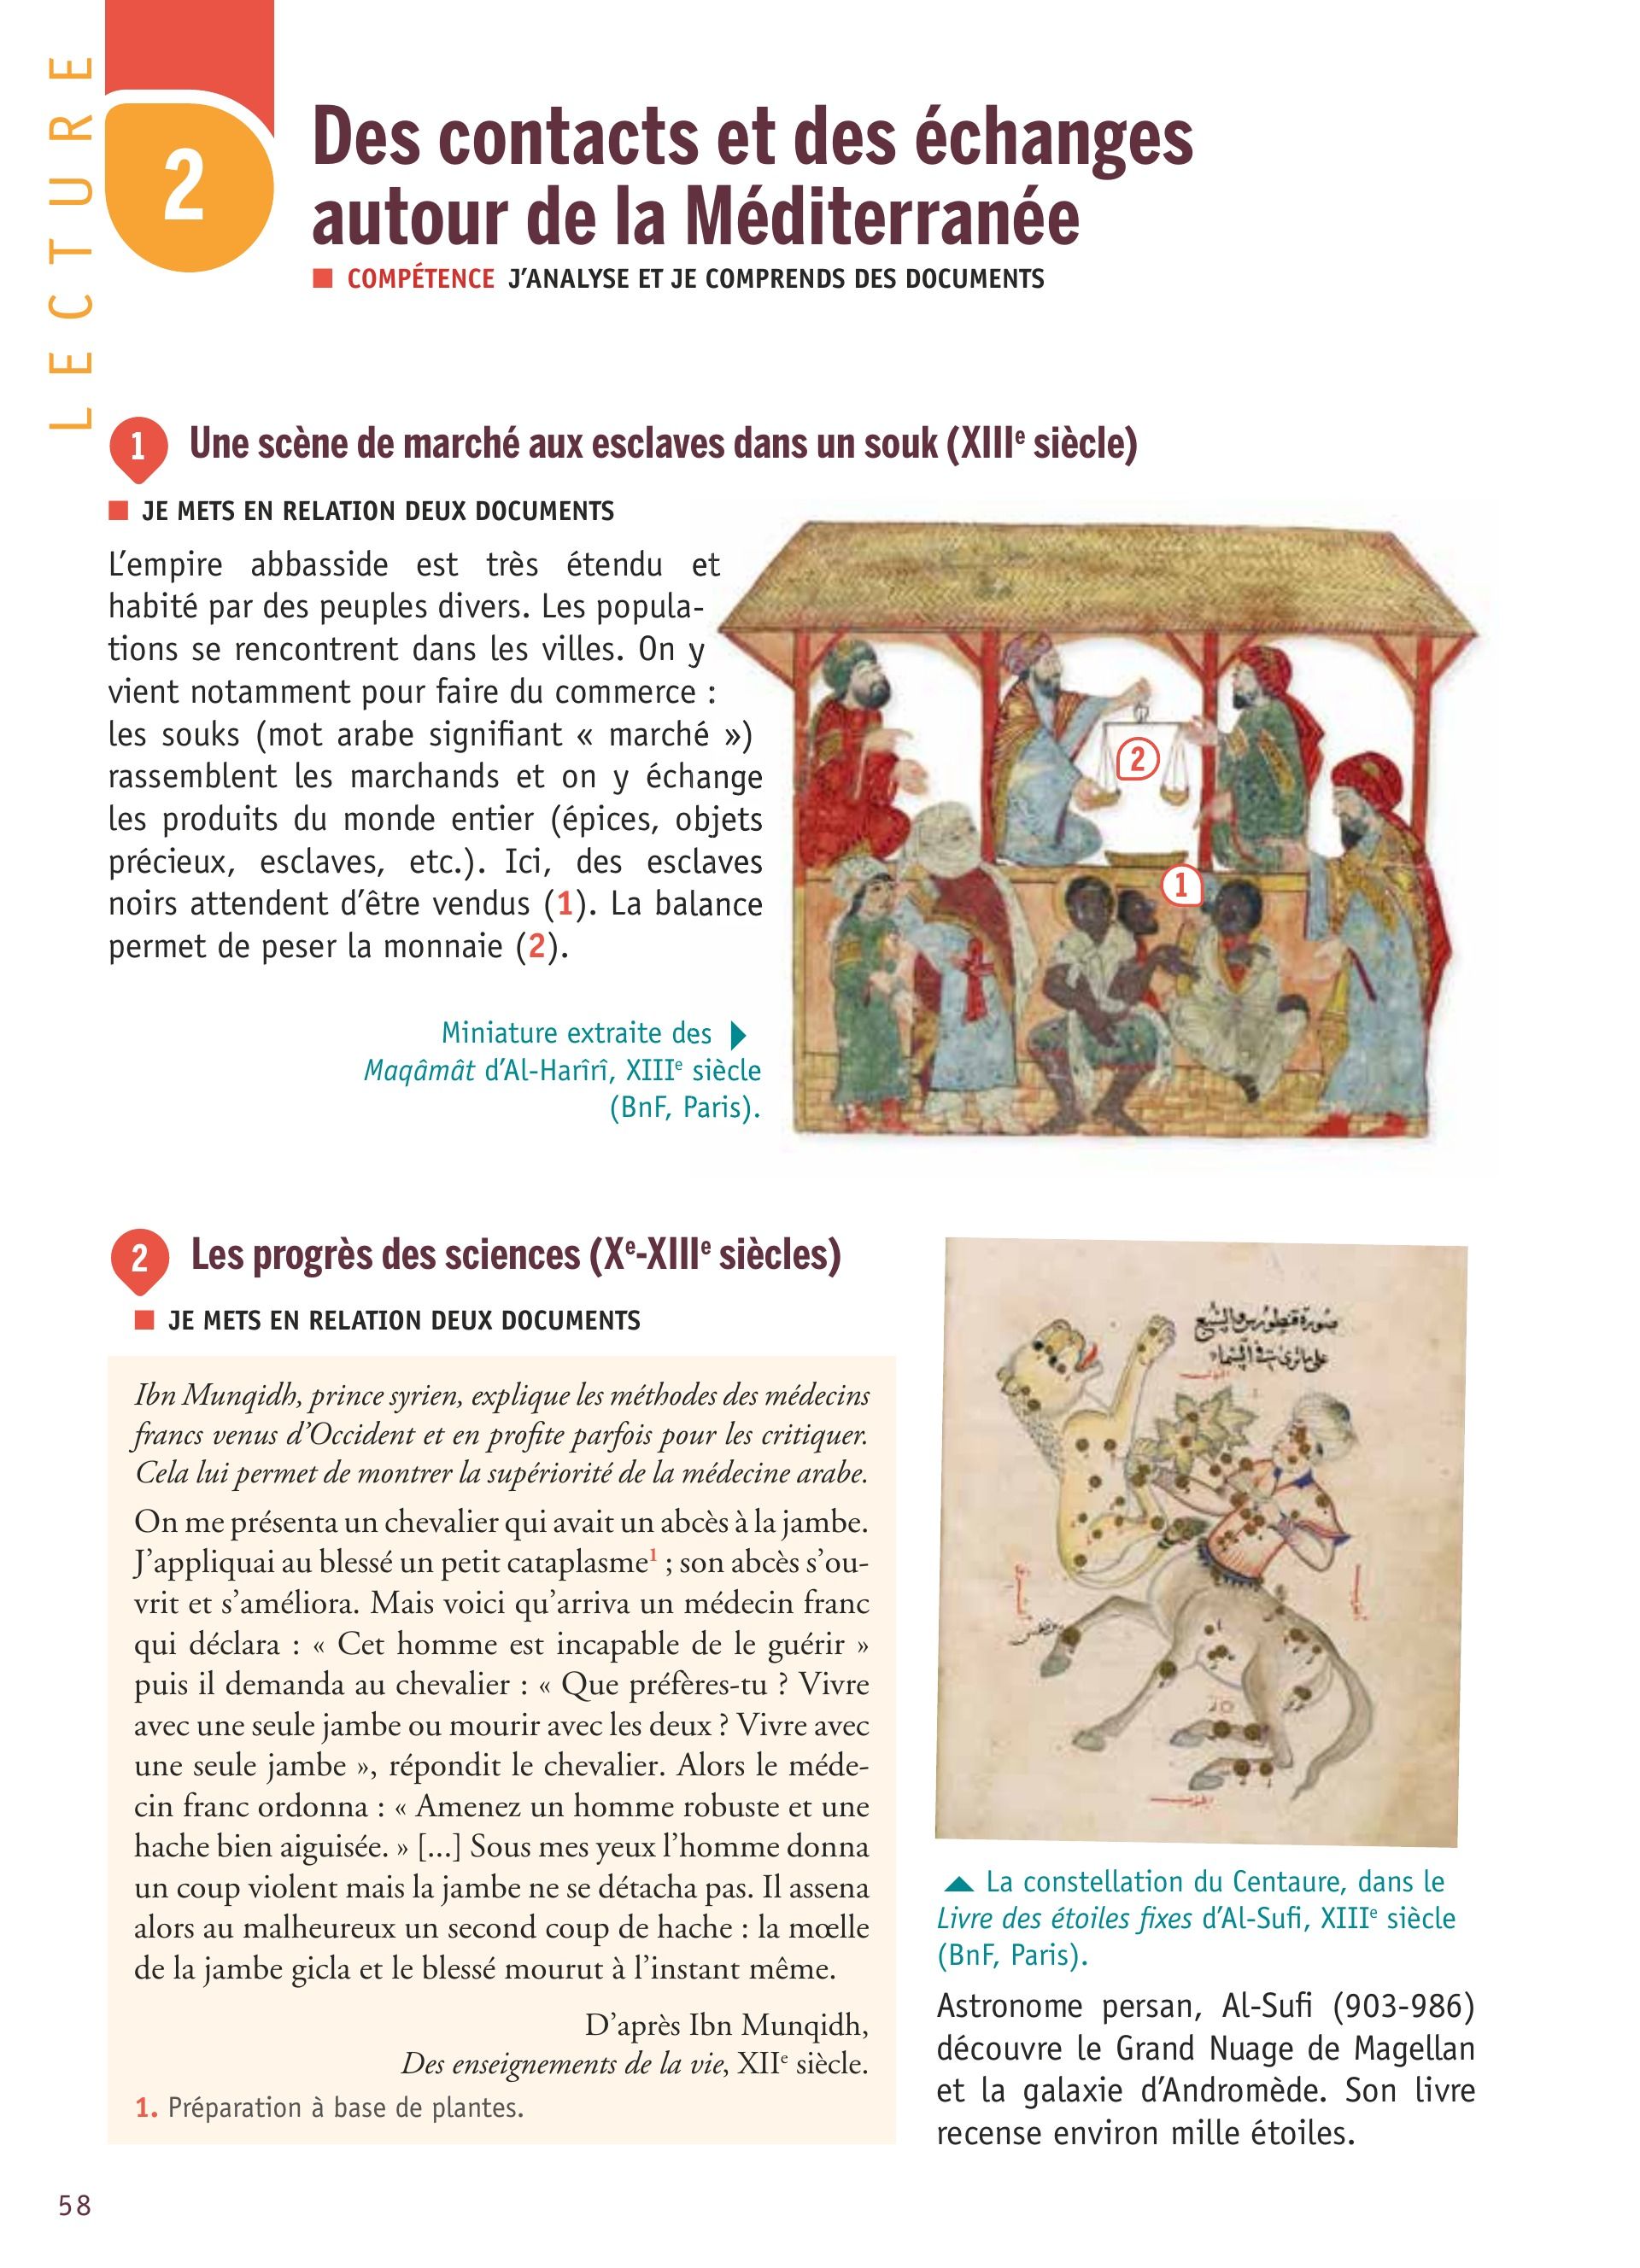 LECTURE
2
Des contacts et des échanges
autour de la Méditerranée
■ COMPÉTENCE J’ANALYSE ET JE COMPRENDS DES DOCUMENTS
1 Une scène de marché aux esclaves dans un souk (XIIIe siècle)
■ JE METS EN RELATION DEUX DOCUMENTS
L’empire abbasside est très étendu et
habité par des peuples divers. Les popula-
tions se rencontrent dans les villes. On y
vient notamment pour faire du commerce :
les souks (mot arabe signifiant « marché »)
rassemblent les marchands et on y échange
les produits du monde entier (épices, objets
précieux, esclaves, etc.). Ici, des esclaves
noirs attendent d’être vendus (1). La balance
permet de peser la monnaie (2).
Miniature extraite des ▶
Maqâmât d’Al-Harîrî, XIIIe siècle
(BnF, Paris).
2
1
2 Les progrès des sciences (Xe-XIIIe siècles)
■ JE METS EN RELATION DEUX DOCUMENTS
Ibn Munqidh, prince syrien, explique les méthodes des médecins
francs venus d’Occident et en profite parfois pour les critiquer.
Cela lui permet de montrer la supériorité de la médecine arabe.
On me présenta un chevalier qui avait un abcès à la jambe.
J’appliquai au blessé un petit cataplasme1 ; son abcès s’ou-
vrit et s’améliora. Mais voici qu’arriva un médecin franc
qui déclara : « Cet homme est incapable de le guérir »
puis il demanda au chevalier : « Que préfères-tu ? Vivre
avec une seule jambe ou mourir avec les deux ? Vivre avec
une seule jambe », répondit le chevalier. Alors le méde-
cin franc ordonna : « Amenez un homme robuste et une
hache bien aiguisée. » [...] Sous mes yeux l’homme donna
un coup violent mais la jambe ne se détacha pas. Il assena
alors au malheureux un second coup de hache : la mœlle
de la jambe gicla et le blessé mourut à l’instant même.
D’après Ibn Munqidh,
Des enseignements de la vie, XIIe siècle.
1. Préparation à base de plantes.
▲ La constellation du Centaure, dans le
Livre des étoiles fixes d’Al-Sufi, XIIIe siècle
(BnF, Paris).
Astronome persan, Al-Sufi (903-986)
découvre le Grand Nuage de Magellan
et la galaxie d’Andromède. Son livre
recense environ mille étoiles.
58